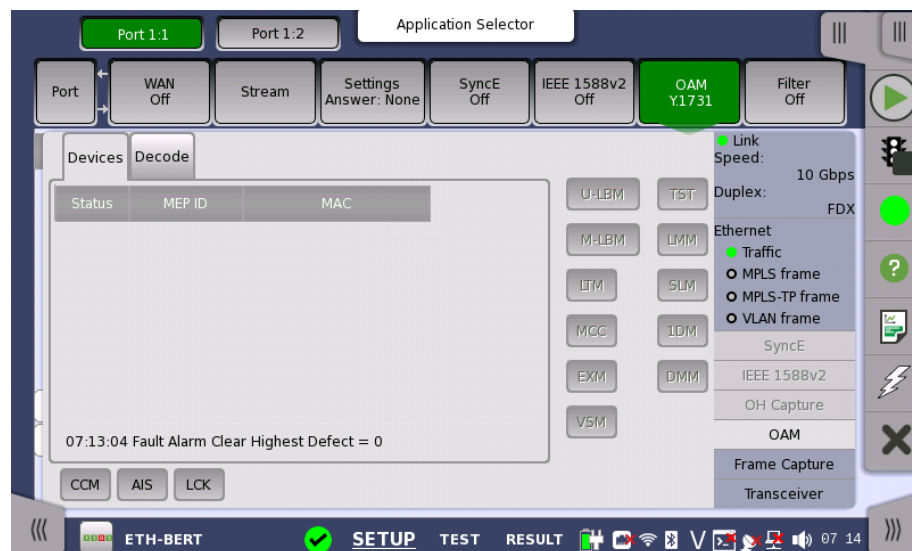 Application Selector
Port 1:1
Port 1:2
Port
WAN
Off
Stream
Settings
Answer: None
SyncE
Off
IEEE 1588v2
Off
OAM
Y.1731
Filter
Off
Devices
Decode
Status
MEP ID
MAC
U-LBM
TST
M-LBM
LMM
LTM
SLM
MCC
1DM
EXM
DMM
VSM
07:13:04 Fault Alarm Clear Highest Defect = 0
CCM
AIS
LCK
Link
Speed:
10 Gbps
Duplex:
FDX
Ethernet
Traffic
MPLS frame
MPLS-TP frame
VLAN frame
SyncE
IEEE 1588v2
OH Capture
OAM
Frame Capture
Transceiver
ETH-BERT
SETUP
TEST
RESULT
V
07 14